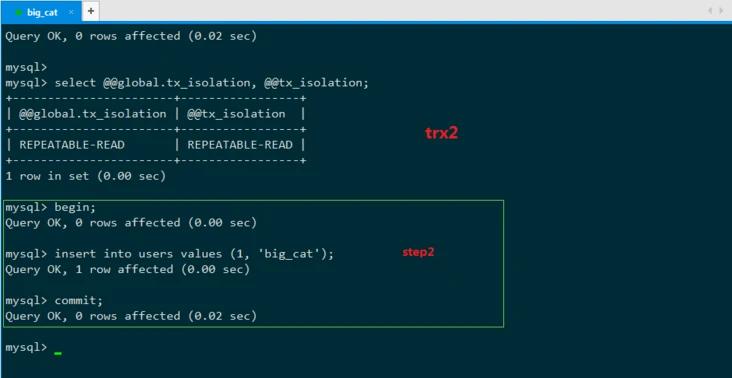 big_cat × +
Query OK, 0 rows affected (0.02 sec)
mysql>
mysql> select @@global.tx_isolation, @@tx_isolation;
+-----------------------+-----------------+
| @@global.tx_isolation | @@tx_isolation  |
+-----------------------+-----------------+
| REPEATABLE-READ       | REPEATABLE-READ |
+-----------------------+-----------------+
trx2
1 row in set (0.00 sec)
mysql> begin;
Query OK, 0 rows affected (0.00 sec)
mysql> insert into users values (1, 'big_cat');
step2
Query OK, 1 row affected (0.00 sec)
mysql> commit;
Query OK, 0 rows affected (0.02 sec)
mysql>